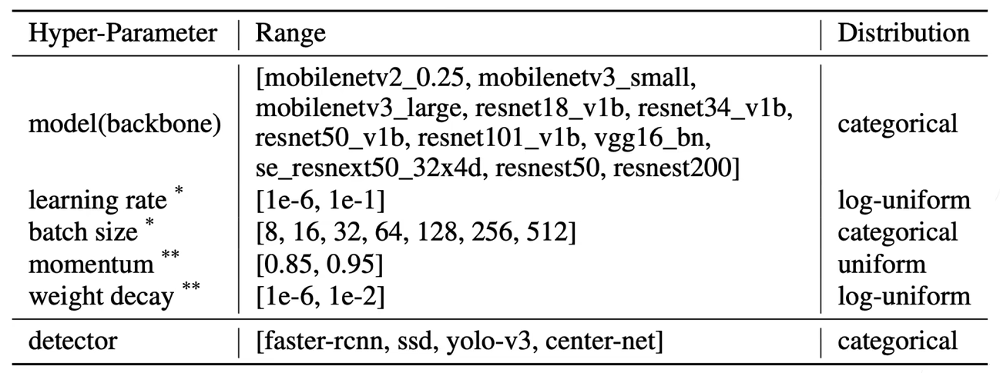 Hyper-Parameter Range Distribution
[mobilenetv2_0.25, mobilenetv3_small,
mobilenetv3_large, resnet18_v1b, resnet34_v1b,
model(backbone) resnet50_v1b, resnet101_v1b, vgg16_bn, categorical
se_resnext50_32x4d, resnest50, resnest200]
learning rate * [1e-6, 1e-1] log-uniform
batch size * [8, 16, 32, 64, 128, 256, 512] categorical
momentum ** [0.85, 0.95] uniform
weight decay ** [1e-6, 1e-2] log-uniform
detector [faster-rcnn, ssd, yolo-v3, center-net] categorical